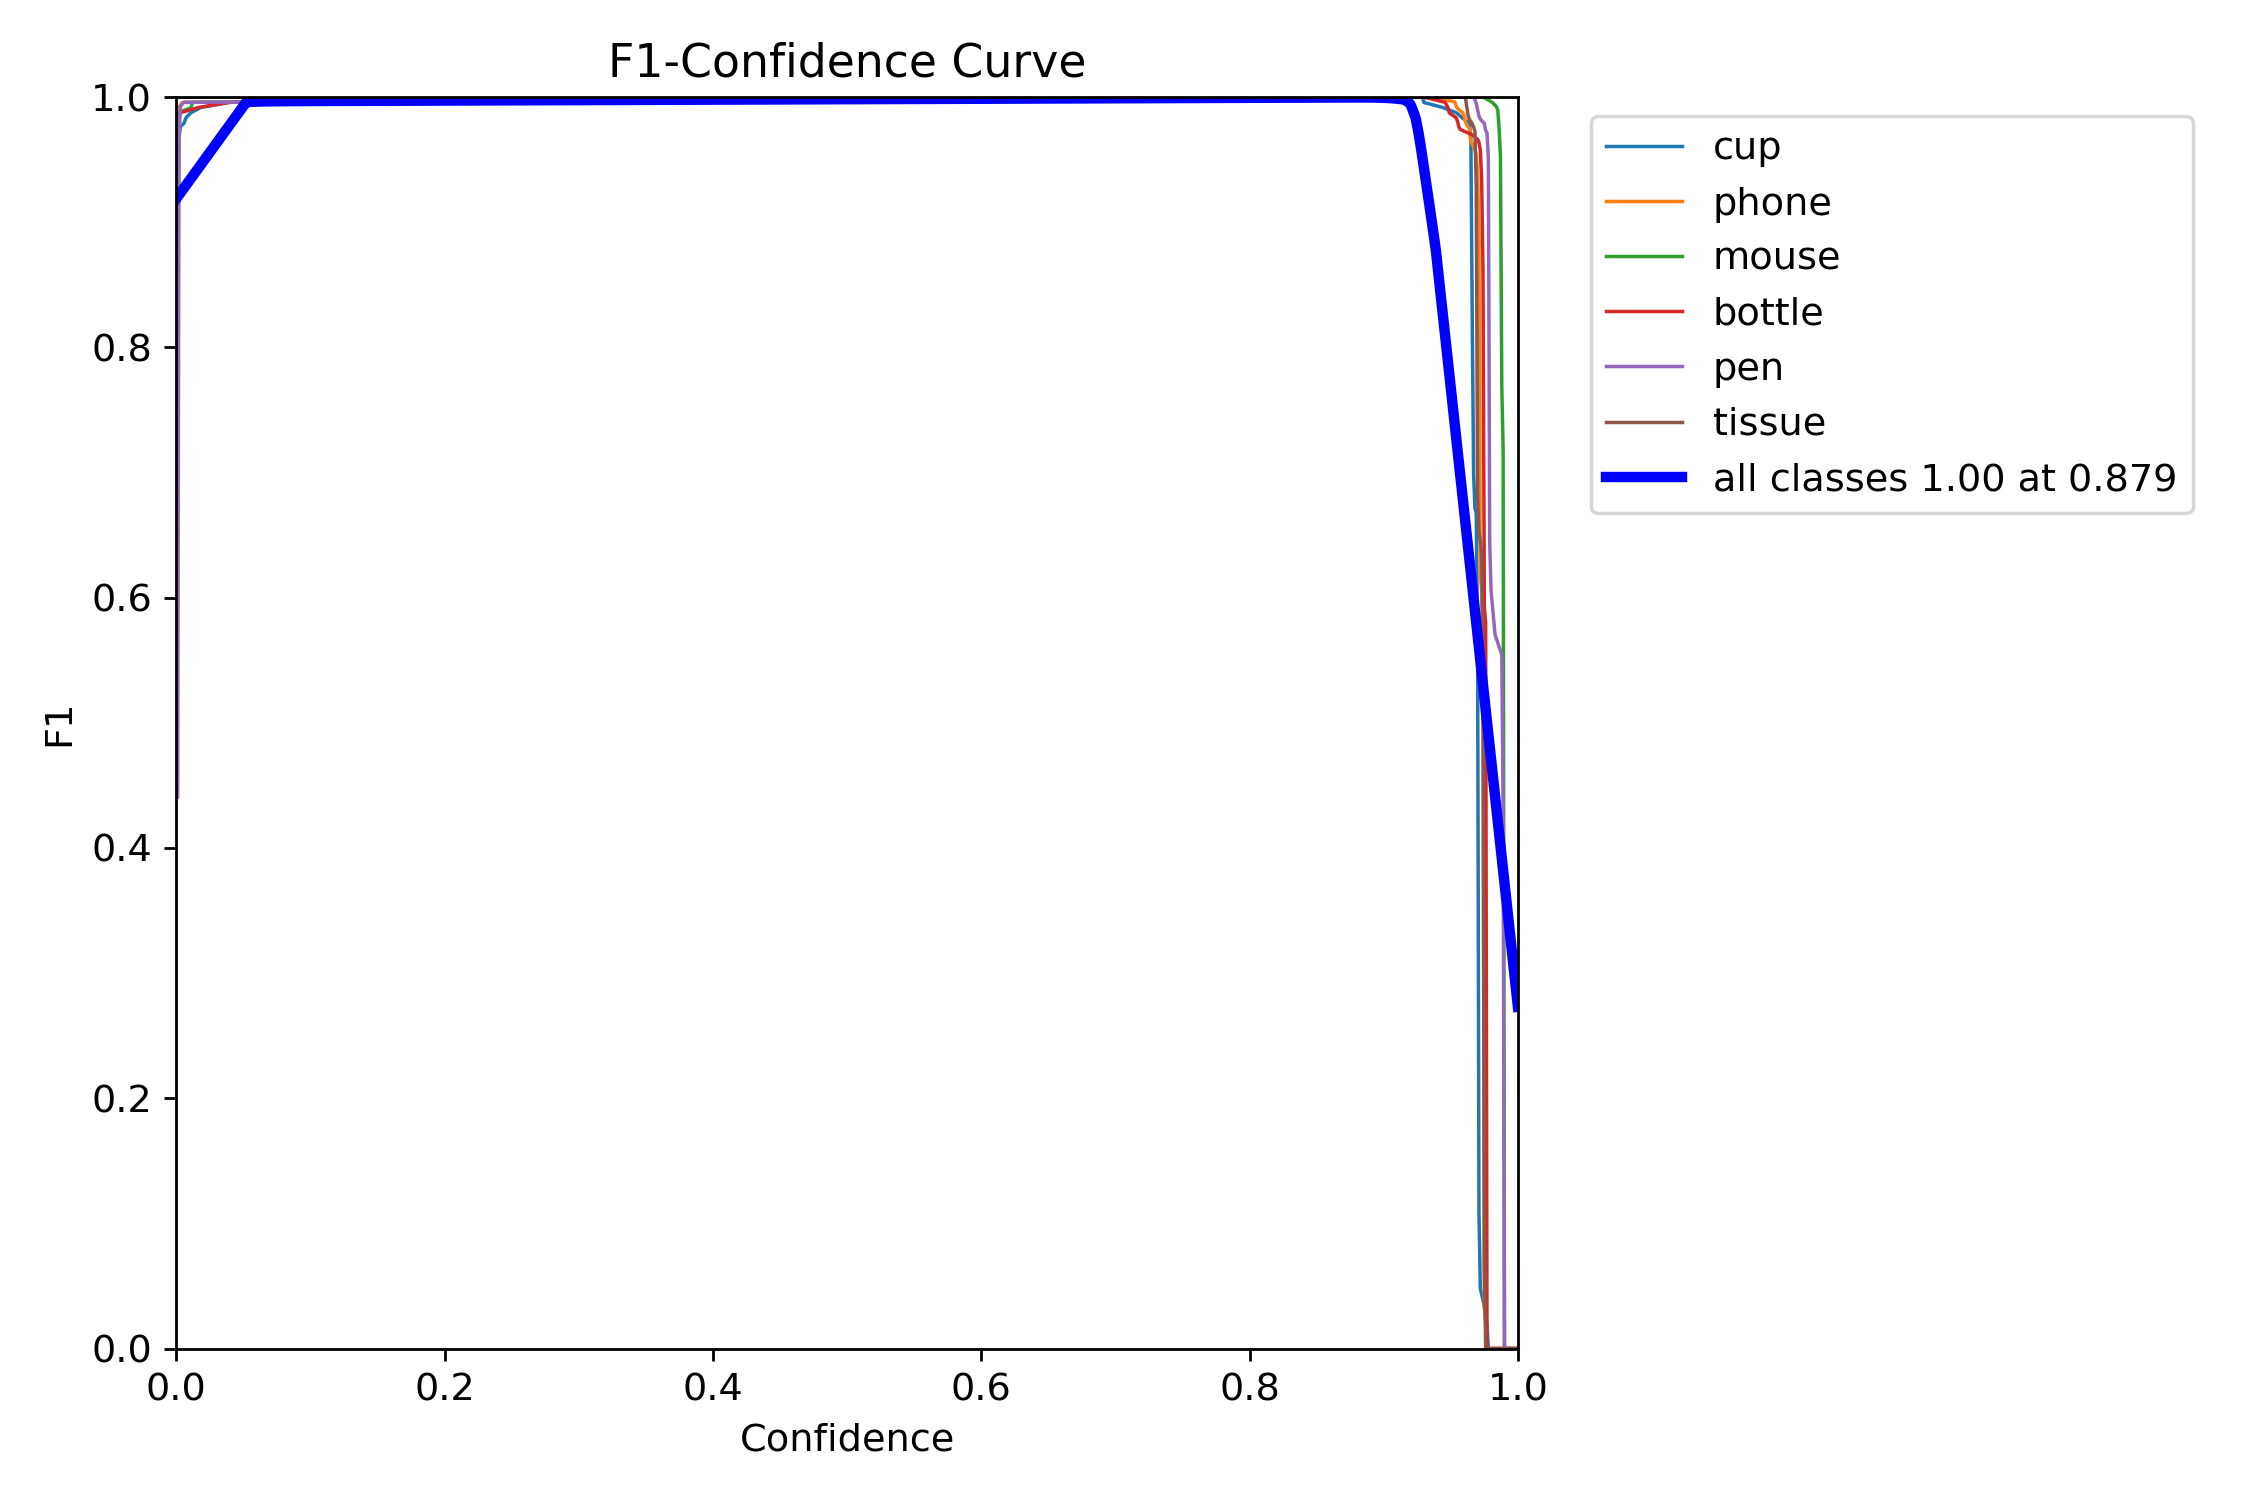 F1-Confidence Curve
1.0
0.8
0.6
0.4
0.2
0.0
F1
0.0 0.2 0.4 0.6 0.8 1.0
Confidence
cup
phone
mouse
bottle
pen
tissue
all classes 1.00 at 0.879